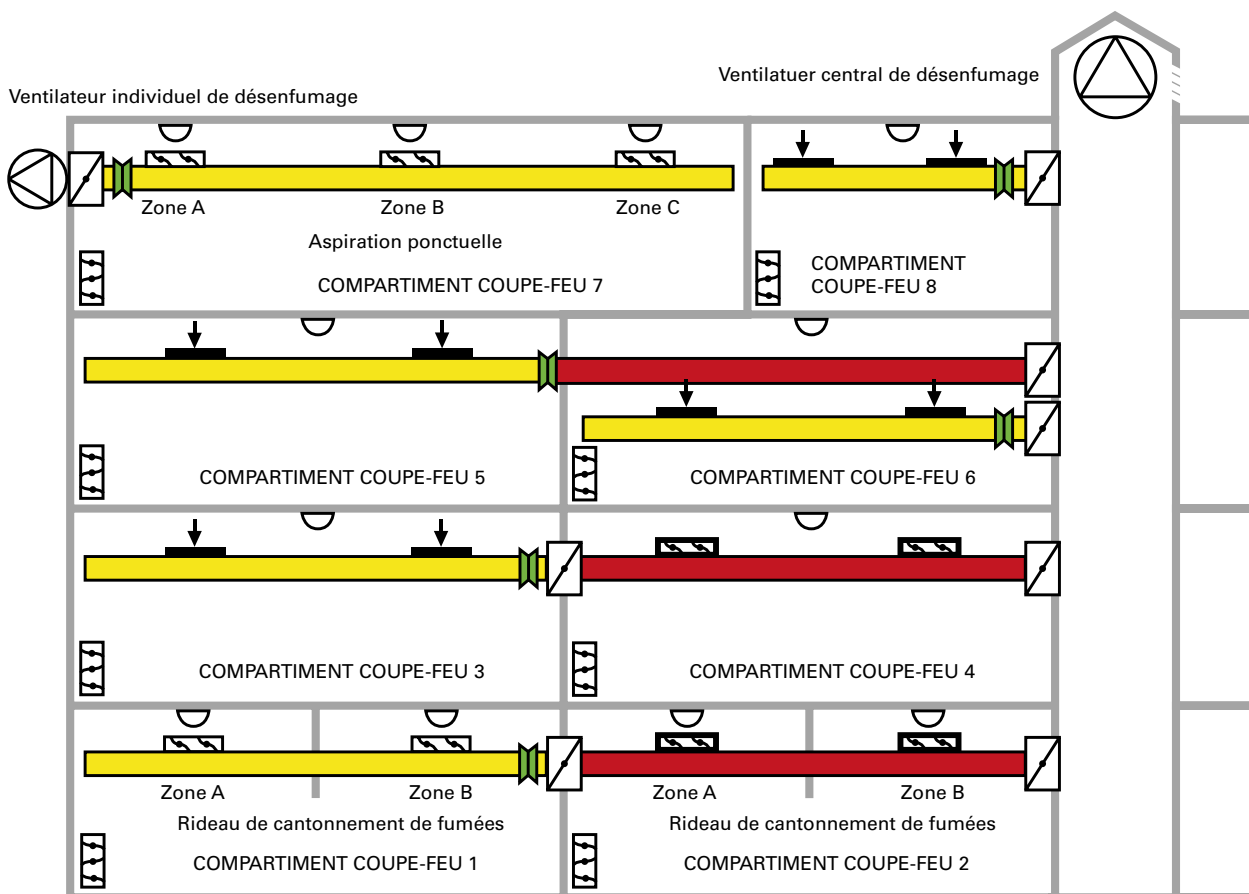 Ventilatuer central de désenfumage
Ventilateur individuel de désenfumage
Zone A
Zone B
Zone C
Aspiration ponctuelle
COMPARTIMENT COUPE-FEU 7
COMPARTIMENT
COUPE-FEU 8
COMPARTIMENT COUPE-FEU 5
COMPARTIMENT COUPE-FEU 6
COMPARTIMENT COUPE-FEU 3
COMPARTIMENT COUPE-FEU 4
Zone A
Zone B
Zone A
Zone B
Rideau de cantonnement de fumées
Rideau de cantonnement de fumées
COMPARTIMENT COUPE-FEU 1
COMPARTIMENT COUPE-FEU 2